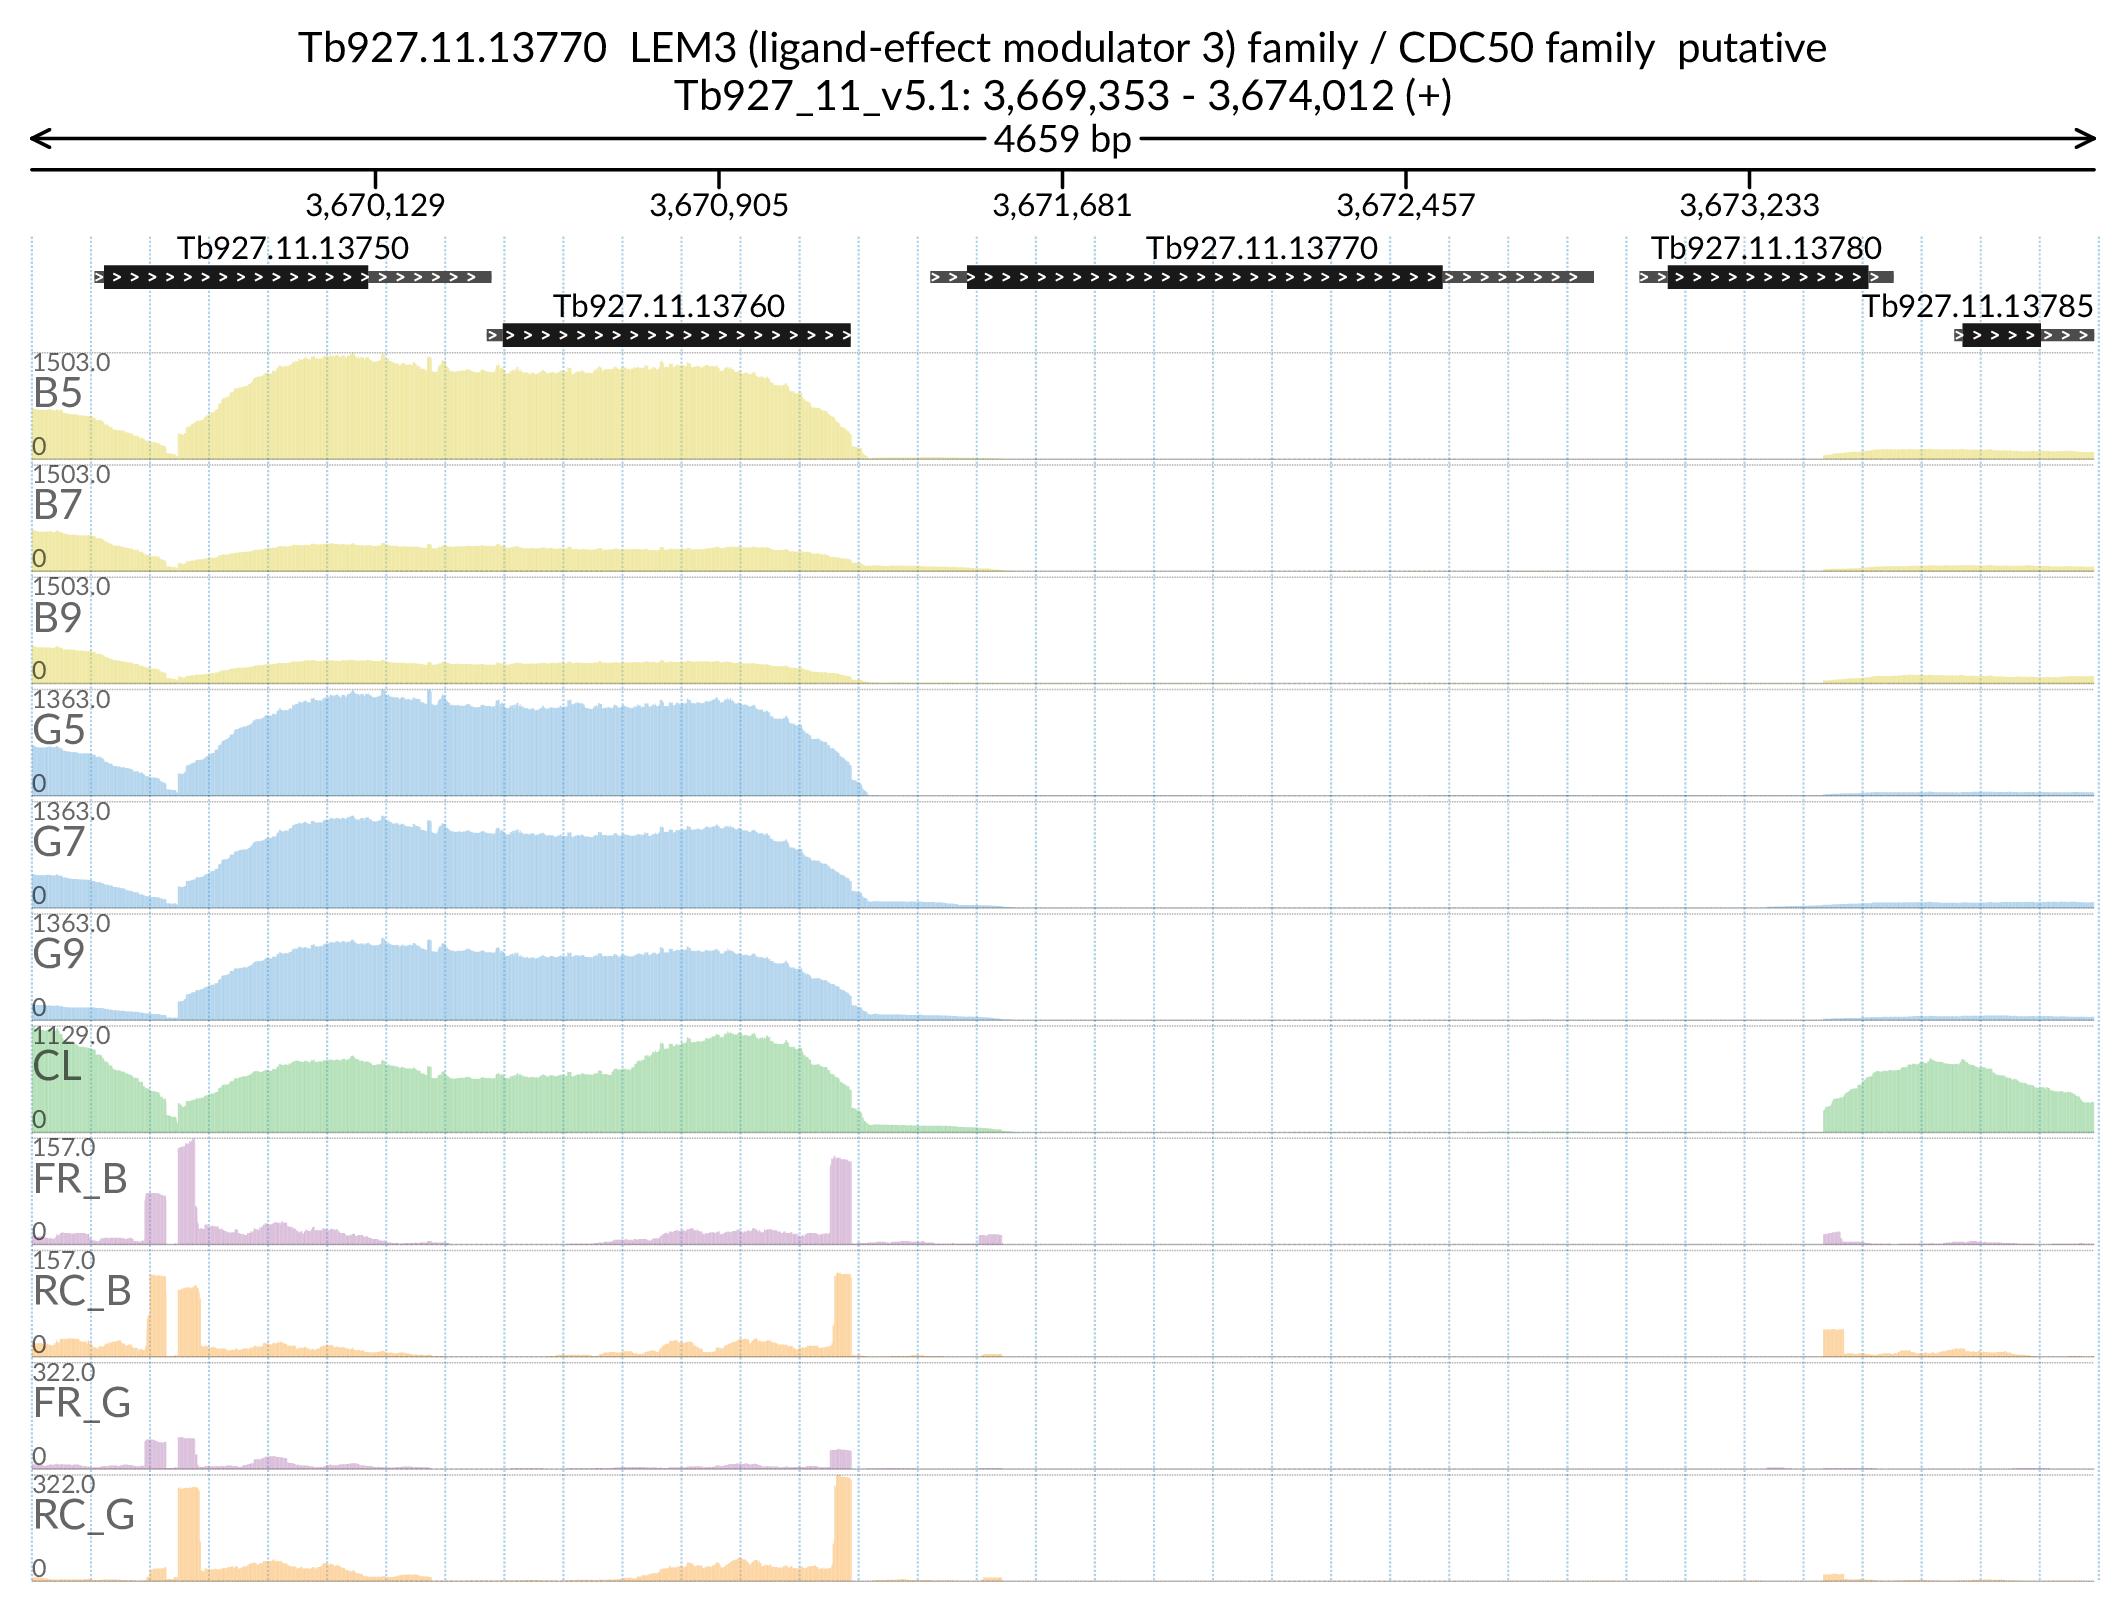 Tb927.11.13770  LEM3 (ligand-effect modulator 3) family / CDC50 family  putative
Tb927_11_v5.1: 3,669,353 - 3,674,012 (+)
4659 bp
3,670,129 3,670,905 3,671,681 3,672,457 3,673,233
Tb927.11.13750 Tb927.11.13770 Tb927.11.13780
Tb927.11.13760 Tb927.11.13785
1503.0
B5
0
1503.0
B7
0
1503.0
B9
0
1363.0
G5
0
1363.0
G7
0
1363.0
G9
0
1129.0
CL
0
157.0
FR_B
0
157.0
RC_B
0
322.0
FR_G
0
322.0
RC_G
0